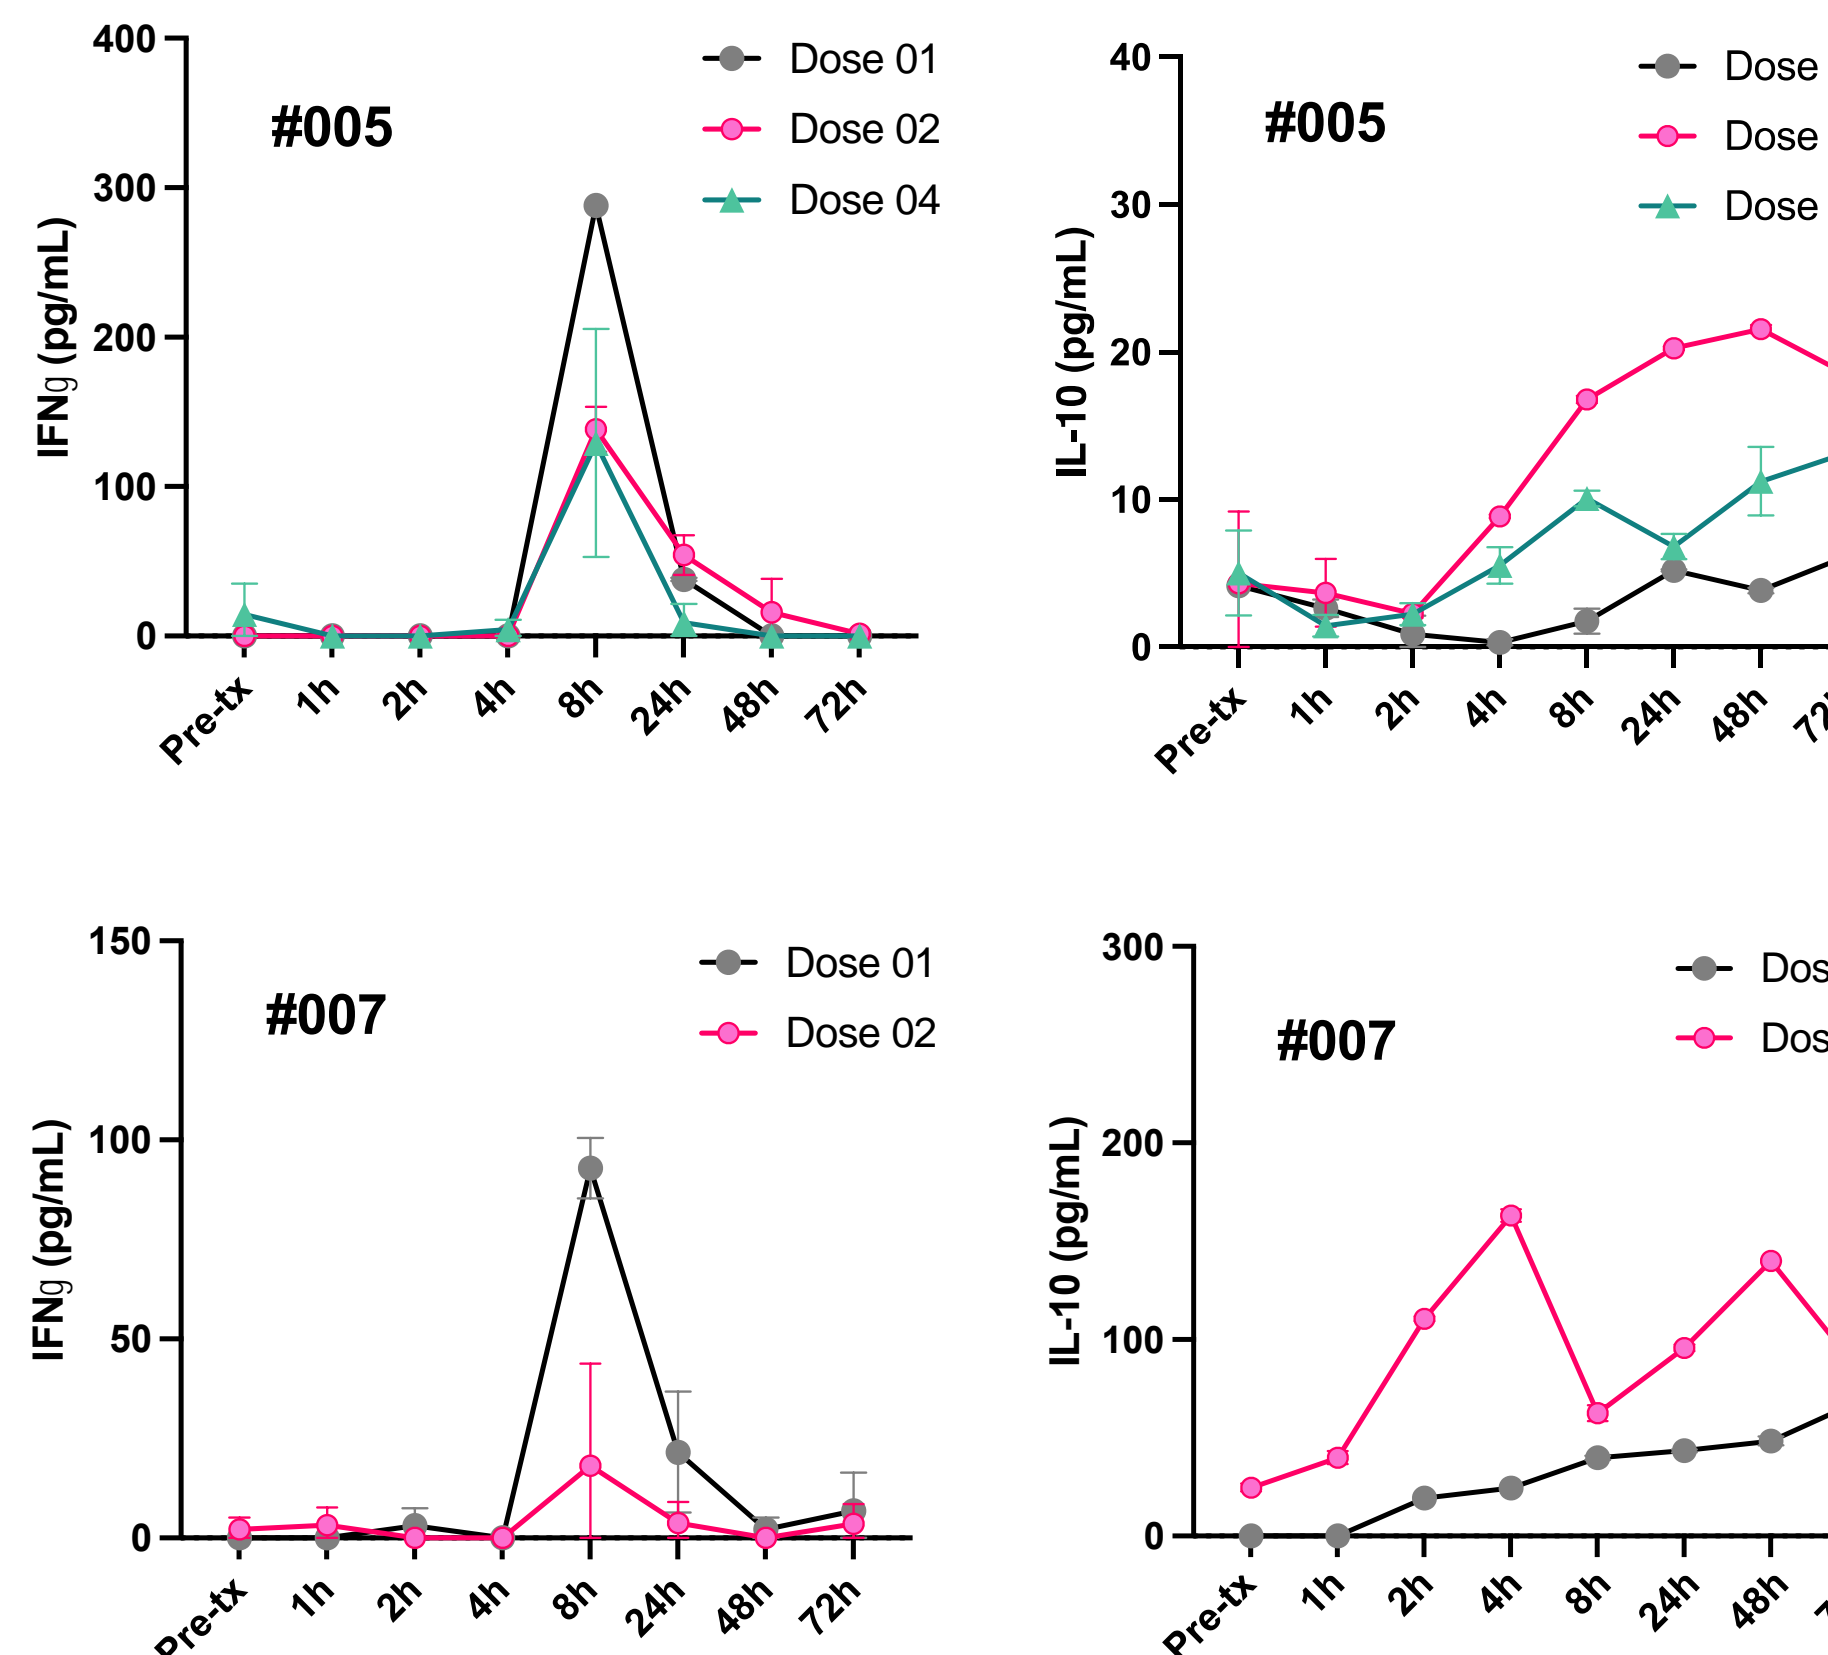 400
300
200
100
0
IFNg (pg/mL)
#005
Dose 01
Dose 02
Dose 04
Pre-tx 1h 2h 4h 8h 24h 48h 72h
40
30
20
10
0
IL-10 (pg/mL)
#005
Dose
Dose
Dose
Pre-tx 1h 2h 4h 8h 24h 48h
150
100
50
0
IFNg (pg/mL)
#007
Dose 01
Dose 02
Pre-tx 1h 2h 4h 8h 24h 48h 72h
300
200
100
0
IL-10 (pg/mL)
#007
Dos
Dos
Pre-tx 1h 2h 4h 8h 24h 48h